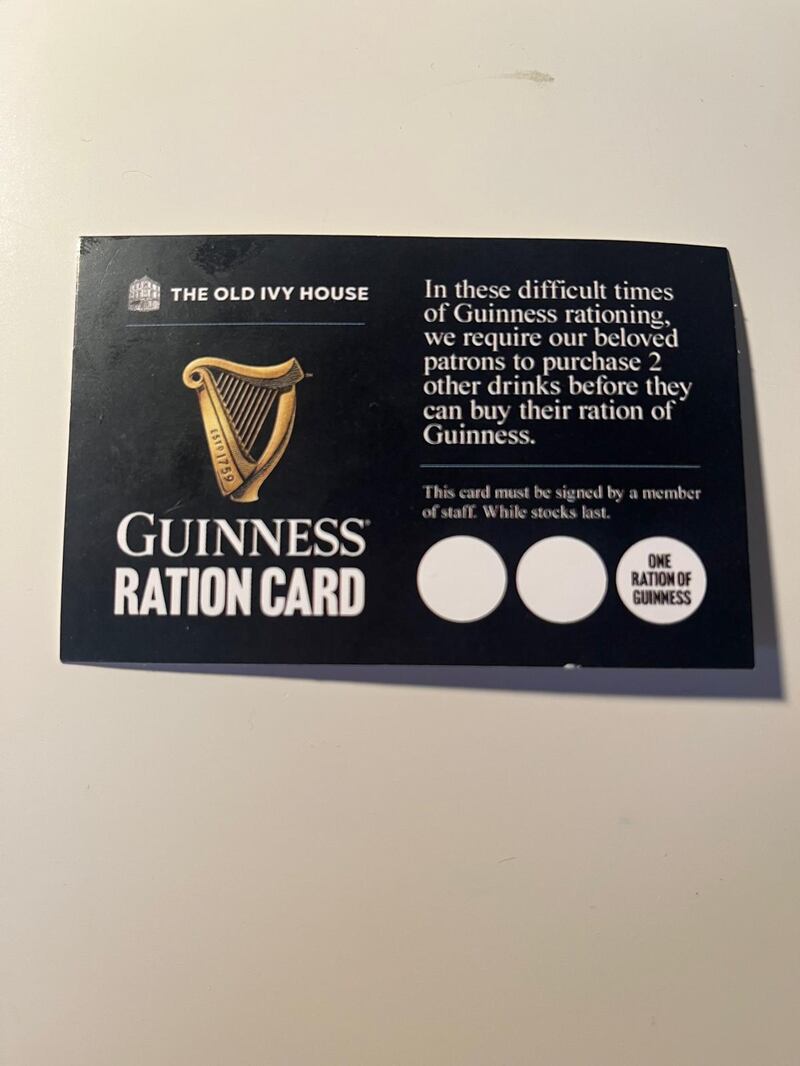 THE OLD IVY HOUSE
ESTD 1759
™
GUINNESS®
RATION CARD
In these difficult times
of Guinness rationing,
we require our beloved
patrons to purchase 2
other drinks before they
can buy their ration of
Guinness.
This card must be signed by a member
of staff. While stocks last.
ONE
RATION OF
GUINNESS